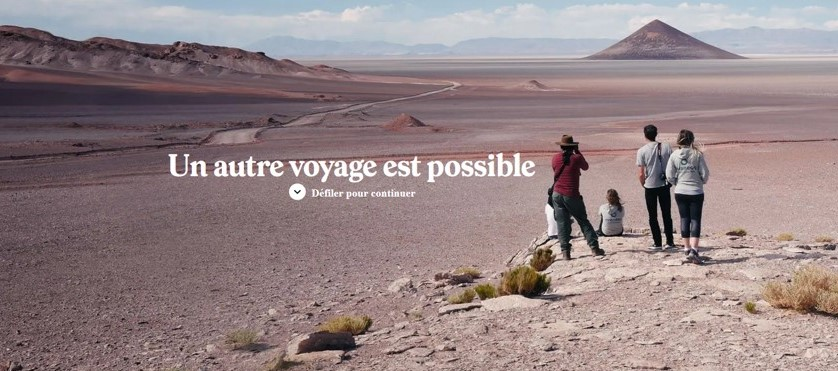 Un autre voyage est possible
Défiler pour continuer